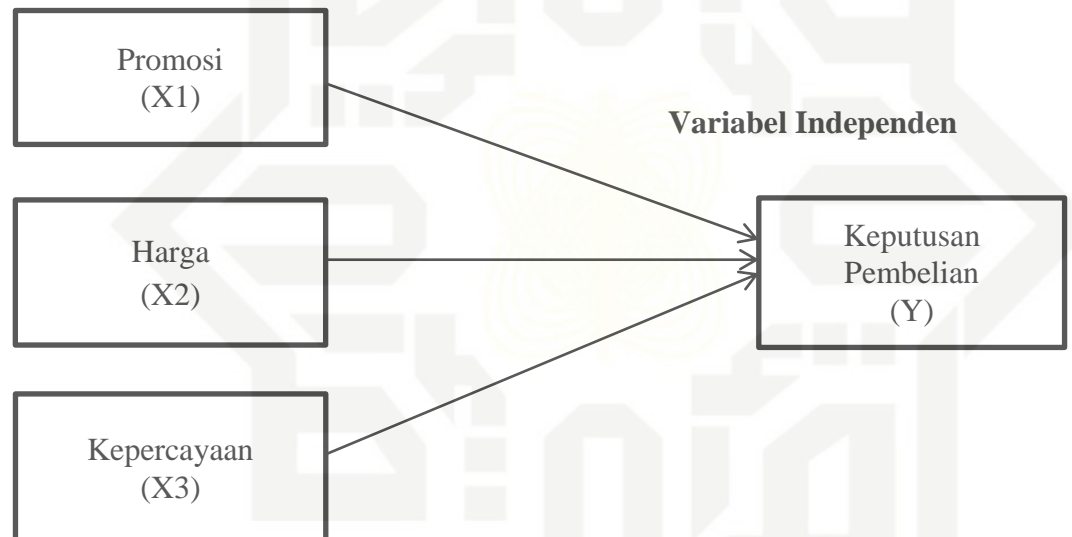 Promosi
(X1)
Variabel Independen
Harga
(X2)
Keputusan
Pembelian
(Y)
Kepercayaan
(X3)